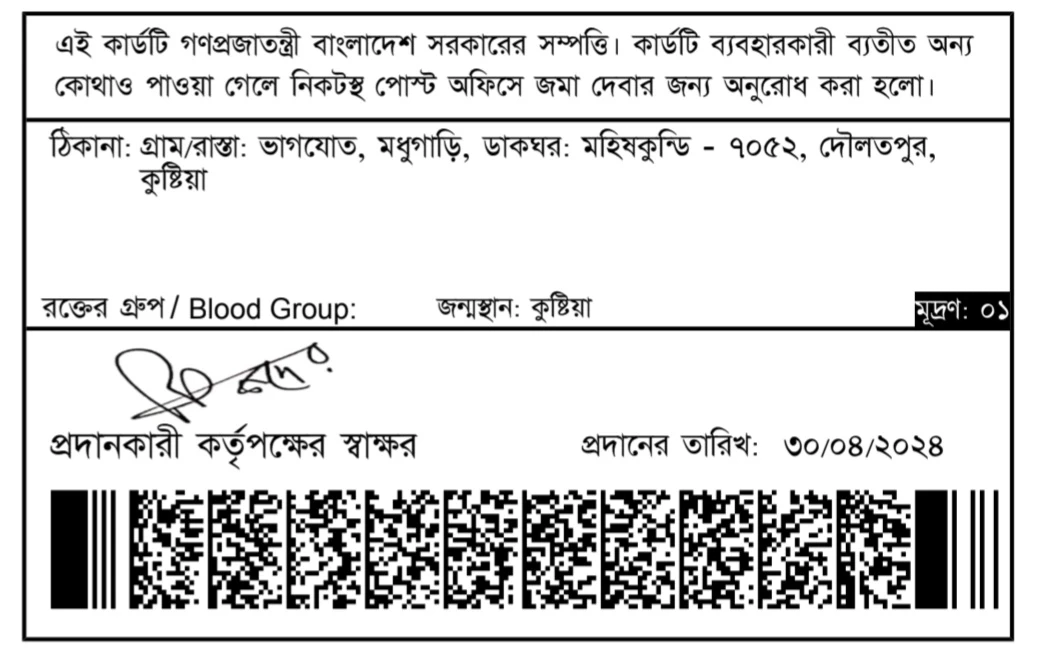 এই কার্ডটি গণপ্রজাতন্ত্রী বাংলাদেশ সরকারের সম্পত্তি। কার্ডটি ব্যবহারকারী ব্যতীত অন্য
কোথাও পাওয়া গেলে নিকটস্থ পোস্ট অফিসে জমা দেবার জন্য অনুরোধ করা হলো।
ঠিকানা: গ্রাম/রাস্তা: ভাগযোত, মধুগাড়ি, ডাকঘর: মহিষকুন্ডি - ৭০৫২, দৌলতপুর,
কুষ্টিয়া
রক্তের গ্রুপ / Blood Group: জন্মস্থান: কুষ্টিয়া মূদ্রণ: ০১
প্রদানকারী কর্তৃপক্ষের স্বাক্ষর প্রদানের তারিখ: ৩০/০৪/২০২৪